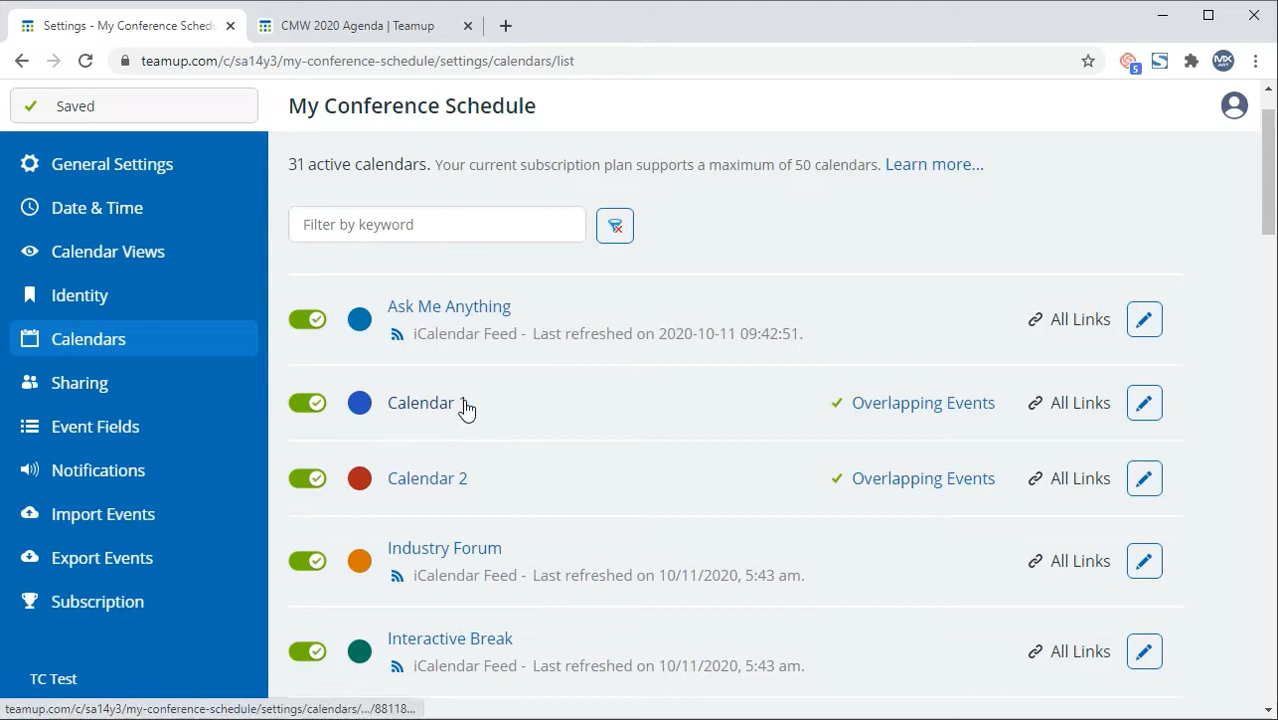 Settings - My Conference Schedu
CMW 2020 Agenda | Teamup
teamup.com/c/sa14y3/my-conference-schedule/settings/calendars/list
5
MX
Saved
My Conference Schedule
General Settings
Date & Time
Calendar Views
Identity
Calendars
Sharing
Event Fields
Notifications
Import Events
Export Events
Subscription
TC Test
31 active calendars. Your current subscription plan supports a maximum of 50 calendars. Learn more...
Filter by keyword
Ask Me Anything
iCalendar Feed - Last refreshed on 2020-10-11 09:42:51.
All Links
Calendar
Overlapping Events
All Links
Calendar 2
Overlapping Events
All Links
Industry Forum
iCalendar Feed - Last refreshed on 10/11/2020, 5:43 am.
All Links
Interactive Break
iCalendar Feed - Last refreshed on 10/11/2020, 5:43 am.
All Links
teamup.com/c/sa14y3/my-conference-schedule/settings/calendars/.../88118...